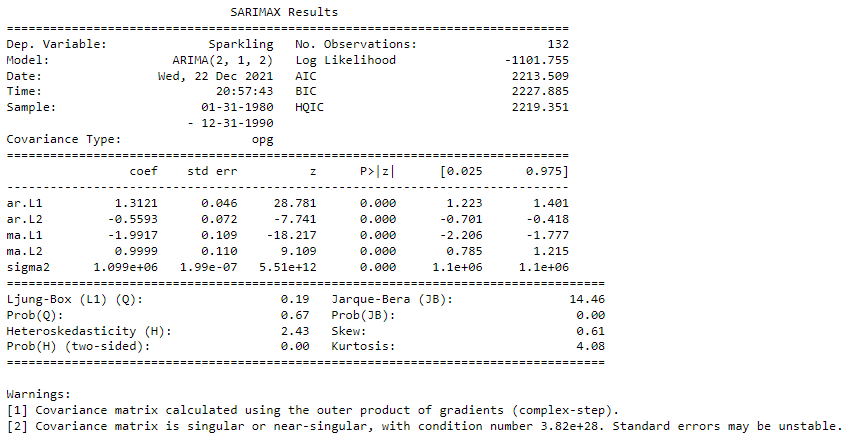 SARIMAX Results
==============================================================================
Dep. Variable: Sparkling No. Observations: 132
Model: ARIMA(2, 1, 2) Log Likelihood -1101.755
Date: Wed, 22 Dec 2021 AIC 2213.509
Time: 20:57:43 BIC 2227.885
Sample: 01-31-1980 HQIC 2219.351
- 12-31-1990
Covariance Type: opg
==============================================================================
coef std err z P>|z| [0.025 0.975]
------------------------------------------------------------------------------
ar.L1 1.3121 0.046 28.781 0.000 1.223 1.401
ar.L2 -0.5593 0.072 -7.741 0.000 -0.701 -0.418
ma.L1 -1.9917 0.109 -18.217 0.000 -2.206 -1.777
ma.L2 0.9999 0.110 9.109 0.000 0.785 1.215
sigma2 1.099e+06 1.99e-07 5.51e+12 0.000 1.1e+06 1.1e+06
===================================================================================
Ljung-Box (L1) (Q): 0.19 Jarque-Bera (JB): 14.46
Prob(Q): 0.67 Prob(JB): 0.00
Heteroskedasticity (H): 2.43 Skew: 0.61
Prob(H) (two-sided): 0.00 Kurtosis: 4.08
===================================================================================
Warnings:
[1] Covariance matrix calculated using the outer product of gradients (complex-step).
[2] Covariance matrix is singular or near-singular, with condition number 3.82e+28. Standard errors may be unstable.